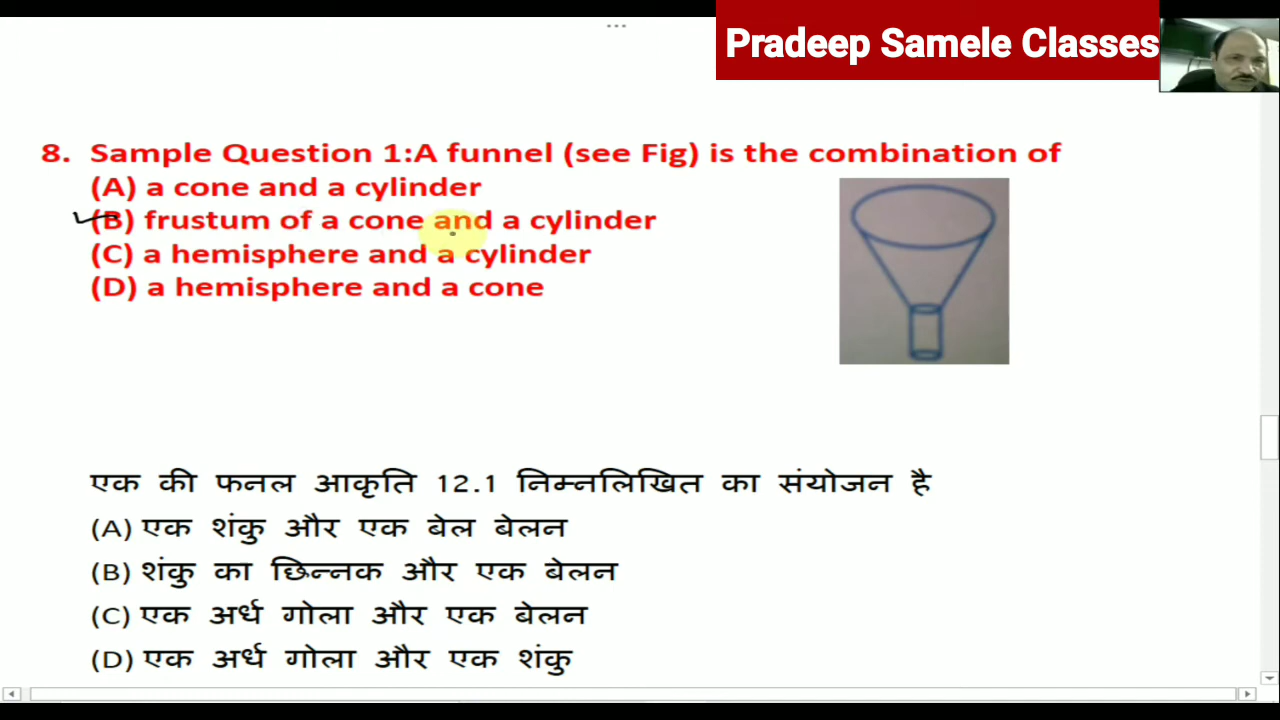 Pradeep Samele Classes
8. Sample Question 1:A funnel (see Fig) is the combination of
(A) a cone and a cylinder
(B) frustum of a cone and a cylinder
(C) a hemisphere and a cylinder
(D) a hemisphere and a cone
एक की फनल आकृति 12.1 निम्नलिखित का संयोजन है
(A) एक शंकु और एक बेल बेलन
(B) शंकु का छिन्नक और एक बेलन
(C) एक अर्ध गोला और एक बेलन
(D) एक अर्ध गोला और एक शंकु